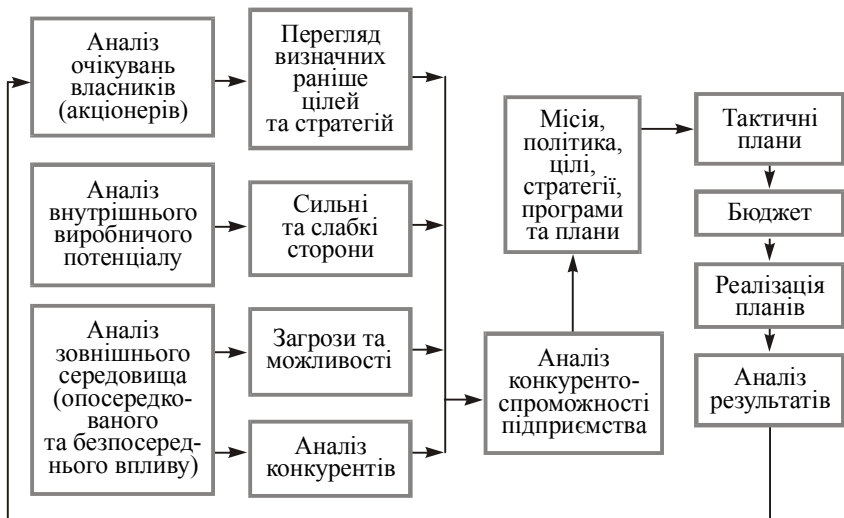 Аналіз
очікувань
власників
(акціонерів)
Перегляд
визначних
раніше
цілей
та стратегій
Аналіз
внутрішнього
виробничого
потенціалу
Сильні
та слабкі
сторони
Аналіз
зовнішнього
середовища
(опосередко-
ваного
та безпосеред-
нього впливу)
Загрози та
можливості
Аналіз
конкурентів
Аналіз
конкуренто-
спроможності
підприємства
Місія,
політика,
цілі,
стратегії,
програми
та плани
Тактичні
плани
Бюджет
Реалізація
планів
Аналіз
результатів